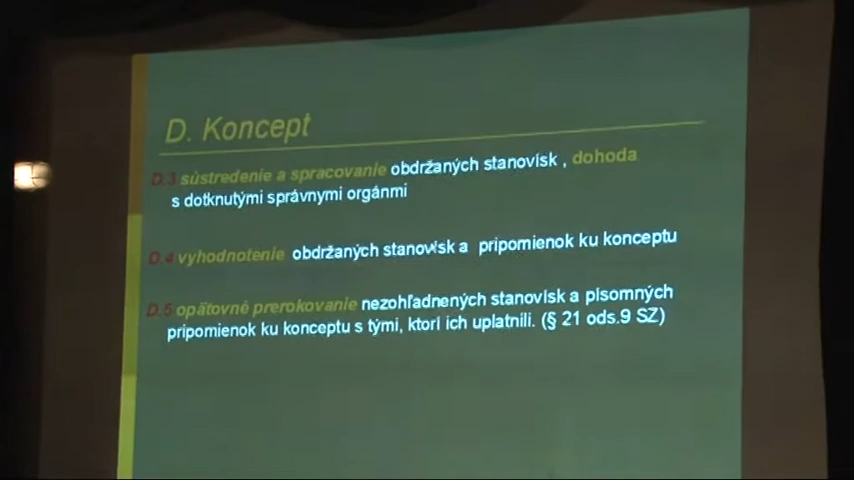 D. Koncept
D.3 sústredenie a spracovanie obdržaných stanovísk , dohoda
s dotknutými správnymi orgánmi
D.4 vyhodnotenie obdržaných stanovísk a pripomienok ku konceptu
D.5 opätovné prerokovanie nezohľadnených stanovísk a písomných
pripomienok ku konceptu s tými, ktorí ich uplatnili. (§ 21 ods.9 SZ)